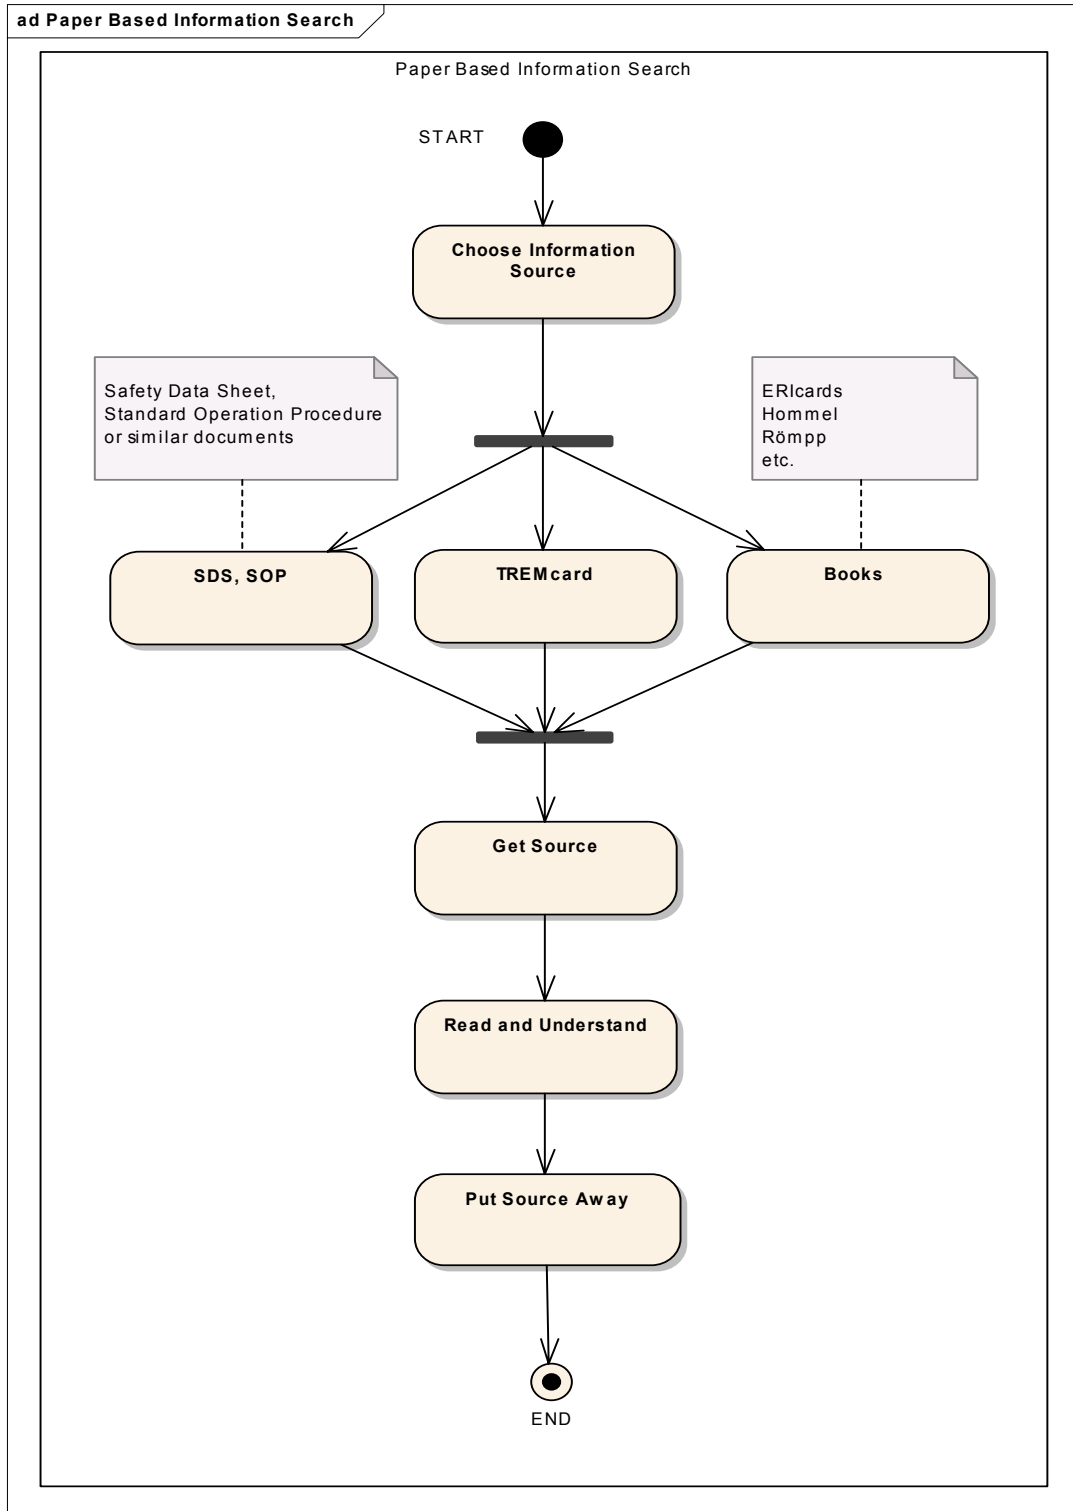 ad Paper Based Information Search
Paper Based Information Search
START
Choose Information
Source
Safety Data Sheet,
Standard Operation Procedure
or similar documents
ERIcards
Hommel
Römpp
etc.
SDS, SOP
TREMcard
Books
Get Source
Read and Understand
Put Source Away
END